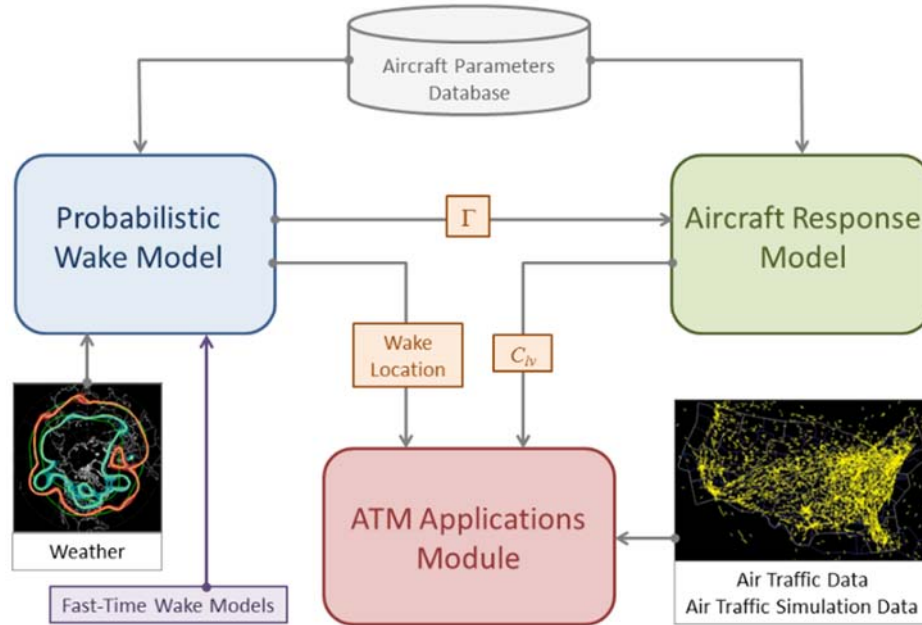 Aircraft Parameters
Database
Probabilistic
Wake Model
Γ
Aircraft Response
Model
Wake
Location
C_lv
Weather
ATM Applications
Module
Fast-Time Wake Models
Air Traffic Data
Air Traffic Simulation Data